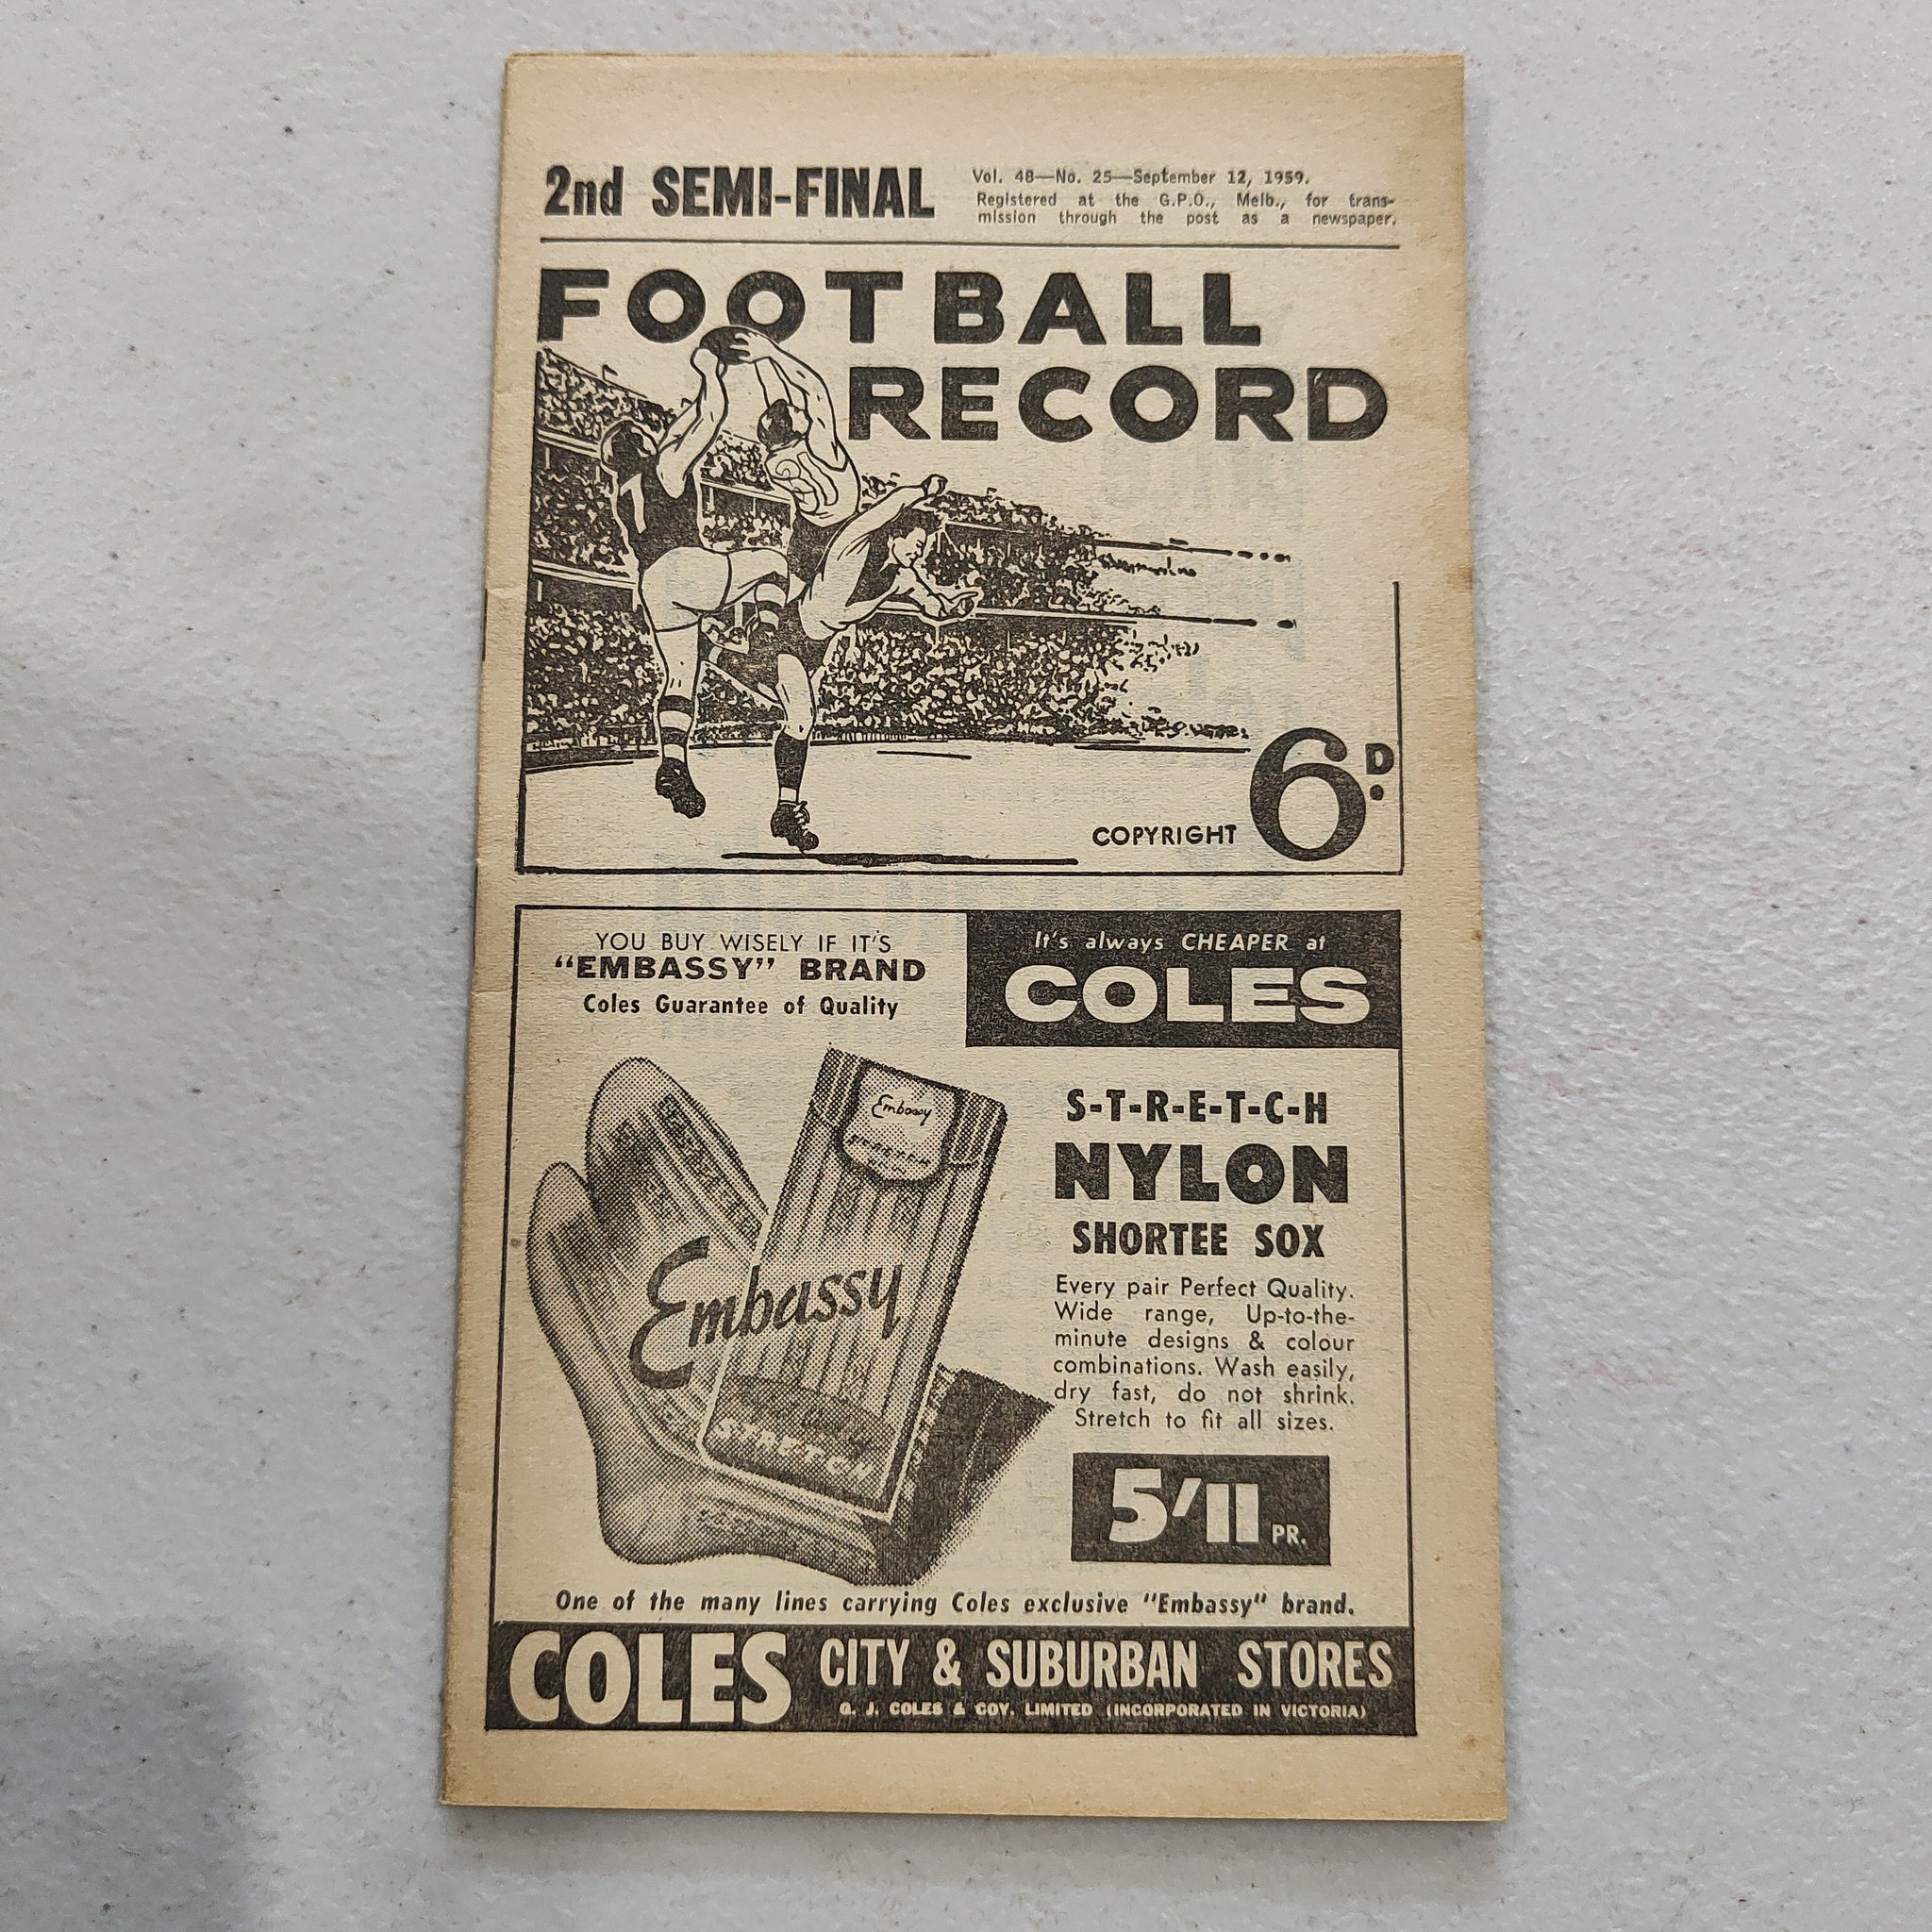 2nd SEMI-FINAL
Vol. 48—No. 25—September 12, 1959.
Registered at the G.P.O., Melb., for trans-
mission through the post as a newspaper.
FOOTBALL
RECORD
COPYRIGHT 6D.
YOU BUY WISELY IF IT'S
"EMBASSY" BRAND
Coles Guarantee of Quality
It's always CHEAPER at
COLES
Embassy
Embassy
STRETCH
S-T-R-E-T-C-H
NYLON
SHORTEE SOX
Every pair Perfect Quality.
Wide range, Up-to-the-
minute designs & colour
combinations. Wash easily,
dry fast, do not shrink.
Stretch to fit all sizes.
5/11 PR.
One of the many lines carrying Coles exclusive "Embassy" brand.
COLES CITY & SUBURBAN STORES
G. J. COLES & COY. LIMITED (INCORPORATED IN VICTORIA)